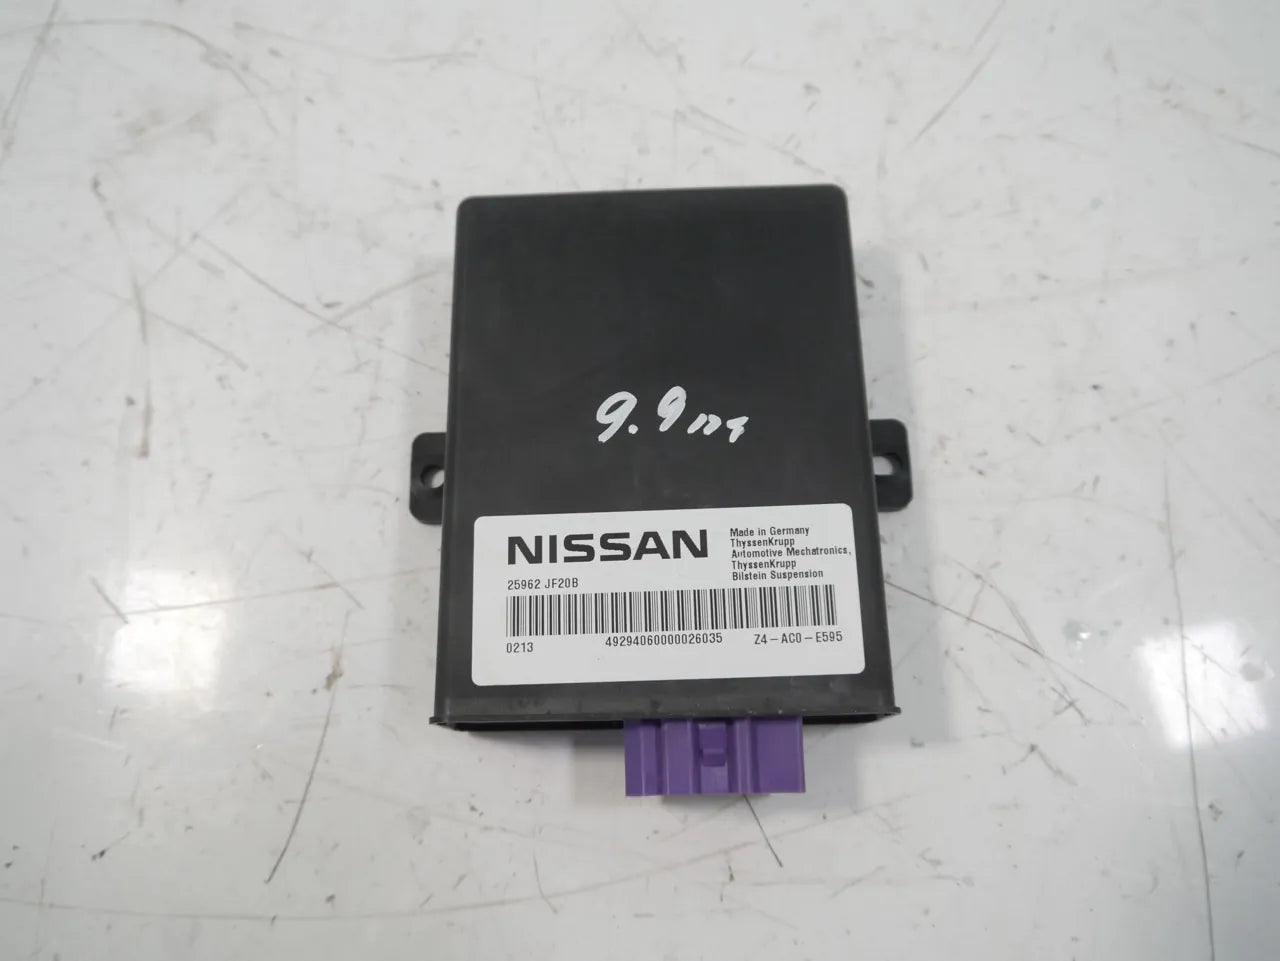 9.9
NISSAN
Made in Germany
ThyssenKrupp
Automotive Mechatronics,
ThyssenKrupp
Bilstein Suspension
25962 JF20B
0213 49294060000026035 Z4-AC0-E595